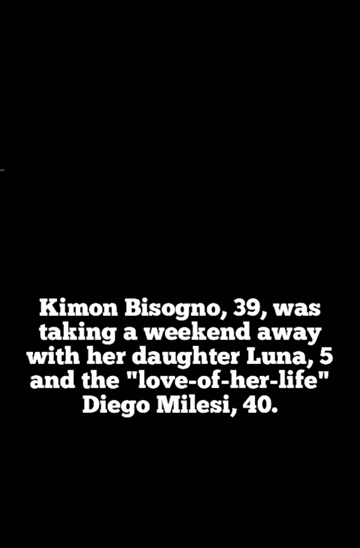 Kimon Bisogno, 39, was
taking a weekend away
with her daughter Luna, 5
and the "love-of-her-life"
Diego Milesi, 40.